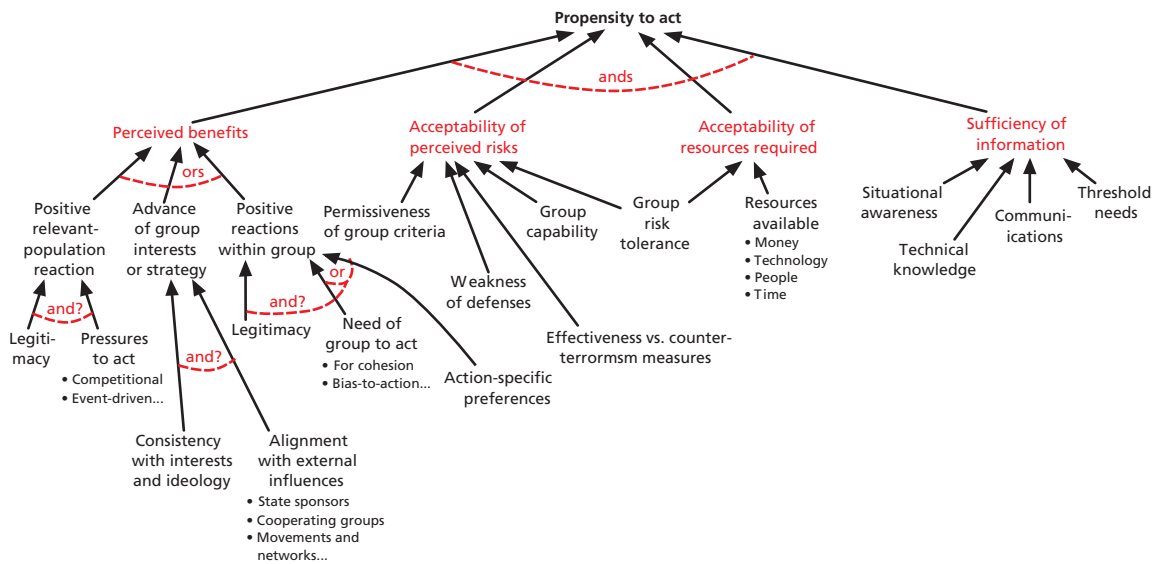 Propensity to act
ands
Perceived benefits
Acceptability of
perceived risks
Acceptability of
resources required
Sufficiency of
information
ors
Positive
relevant-
population
reaction
Advance
of group
interests
or strategy
Positive
reactions
within group
Permissiveness
of group criteria
Group
capability
Group
risk
tolerance
Resources
available
• Money
• Technology
• People
• Time
Situational
awareness
Technical
knowledge
Communi-
ications
Threshold
needs
or
Weakness
of defenses
and?
and?
Legiti-
macy
Pressures
to act
• Competitional
• Event-driven...
Legitimacy
Need of
group to act
• For cohesion
• Bias-to-action...
Effectiveness vs. counter-
terrormsm measures
and?
Action-specific
preferences
Consistency
with interests
and ideology
Alignment
with external
influences
• State sponsors
• Cooperating groups
• Movements and
networks...